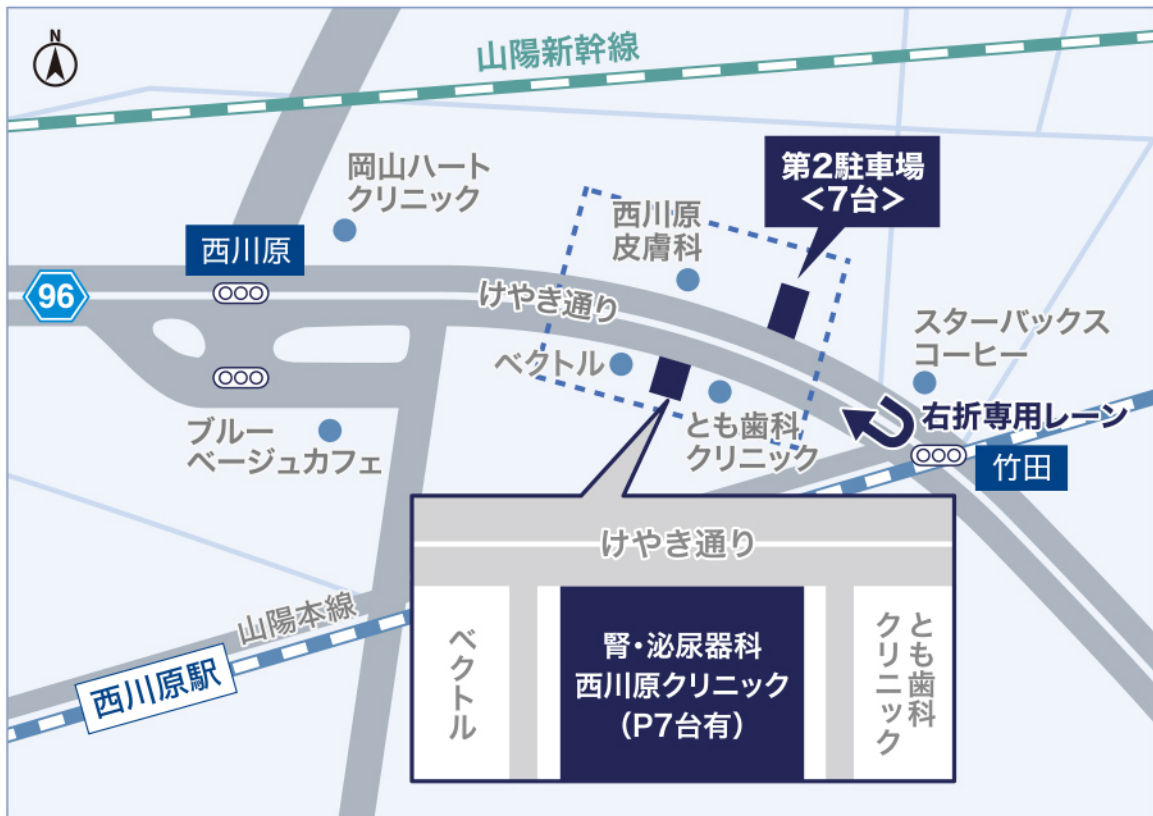 N
山陽新幹線
岡山ハート
クリニック
第2駐車場
<7台>
西川原
皮膚科
西川原
96
けやき通り
スターバックス
コーヒー
ベクトル
右折専用レーン
とも歯科
クリニック
ブルー
ベージュカフェ
竹田
けやき通り
山陽本線
西川原駅
ベクトル
腎・泌尿器科
西川原クリニック
(P7台有)
とも歯科
クリニック